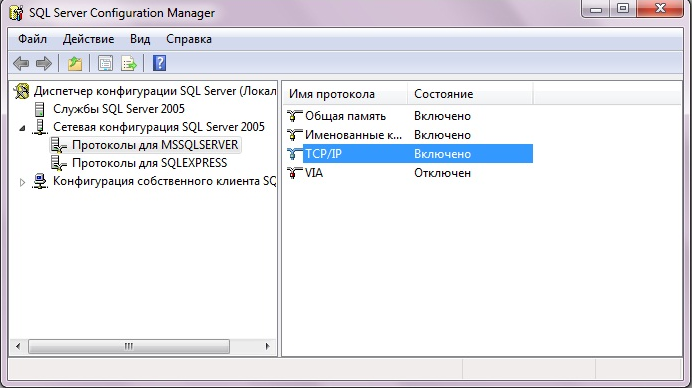 SQL Server Configuration Manager
Файл Действие Вид Справка
Диспетчер конфигурации SQL Server (Локал
Службы SQL Server 2005
Сетевая конфигурация SQL Server 2005
Протоколы для MSSQLSERVER
Протоколы для SQLEXPRESS
Конфигурация собственного клиента SQ
Имя протокола Состояние
Общая память Включено
Именованные к... Включено
TCP/IP Включено
VIA Отключен